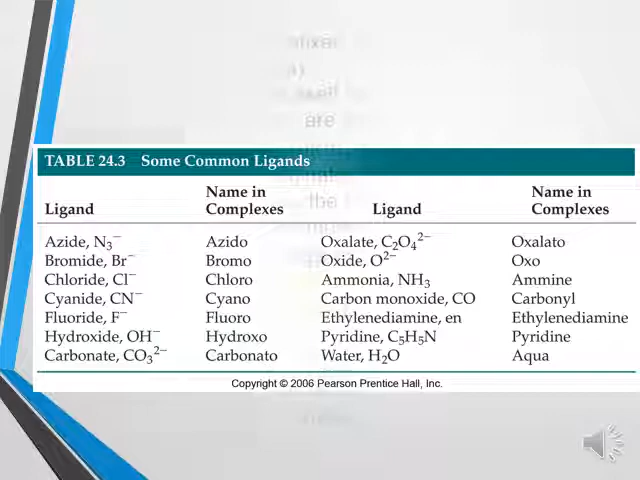 are
the
TABLE 24.3 Some Common Ligands
Ligand Name in Complexes Ligand Name in Complexes
Azide, N₃⁻ Azido Oxalate, C₂O₄²⁻ Oxalato
Bromide, Br⁻ Bromo Oxide, O²⁻ Oxo
Chloride, Cl⁻ Chloro Ammonia, NH₃ Ammine
Cyanide, CN⁻ Cyano Carbon monoxide, CO Carbonyl
Fluoride, F⁻ Fluoro Ethylenediamine, en Ethylenediamine
Hydroxide, OH⁻ Hydroxo Pyridine, C₅H₅N Pyridine
Carbonate, CO₃²⁻ Carbonato Water, H₂O Aqua
Copyright © 2006 Pearson Prentice Hall, Inc.